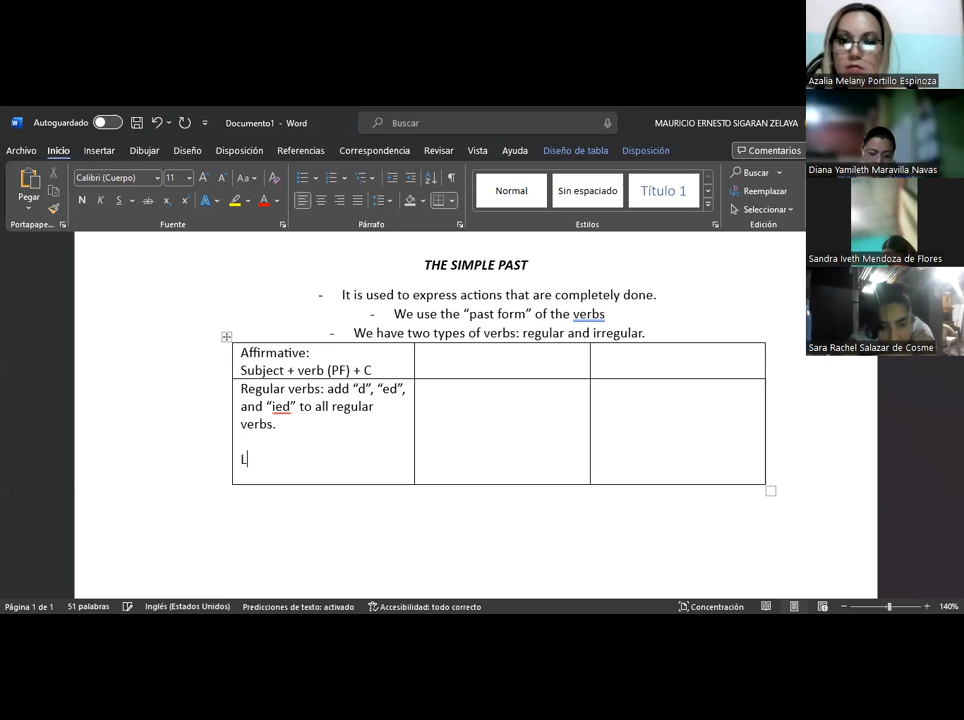 Autoguardado
Documento1 - Word
Buscar
MAURICIO ERNESTO SIGARAN ZELAYA
Archivo Inicio Insertar Dibujar Diseño Disposición Referencias Correspondencia Revisar Vista Ayuda Diseño de tabla Disposición Comentarios
Pegar
Calibri (Cuerpo) 11
Aa
N K S ab x x A A
Normal
Sin espaciado
Título 1
Buscar
Reemplazar
Seleccionar
Portapape... Fuente Párrafo Estilos Edición
THE SIMPLE PAST
- It is used to express actions that are completely done.
- We use the “past form” of the verbs
- We have two types of verbs: regular and irregular.
Affirmative:
Subject + verb (PF) + C
Regular verbs: add “d”, “ed”,
and “ied” to all regular
verbs.
L
Página 1 de 1 51 palabras Inglés (Estados Unidos) Predicciones de texto: activado Accesibilidad: todo correcto Concentración 140%
Azalia Melany Portillo Espinoza
Diana Yamileth Maravilla Navas
Sandra Iveth Mendoza de Flores
Sara Rachel Salazar de Cosme